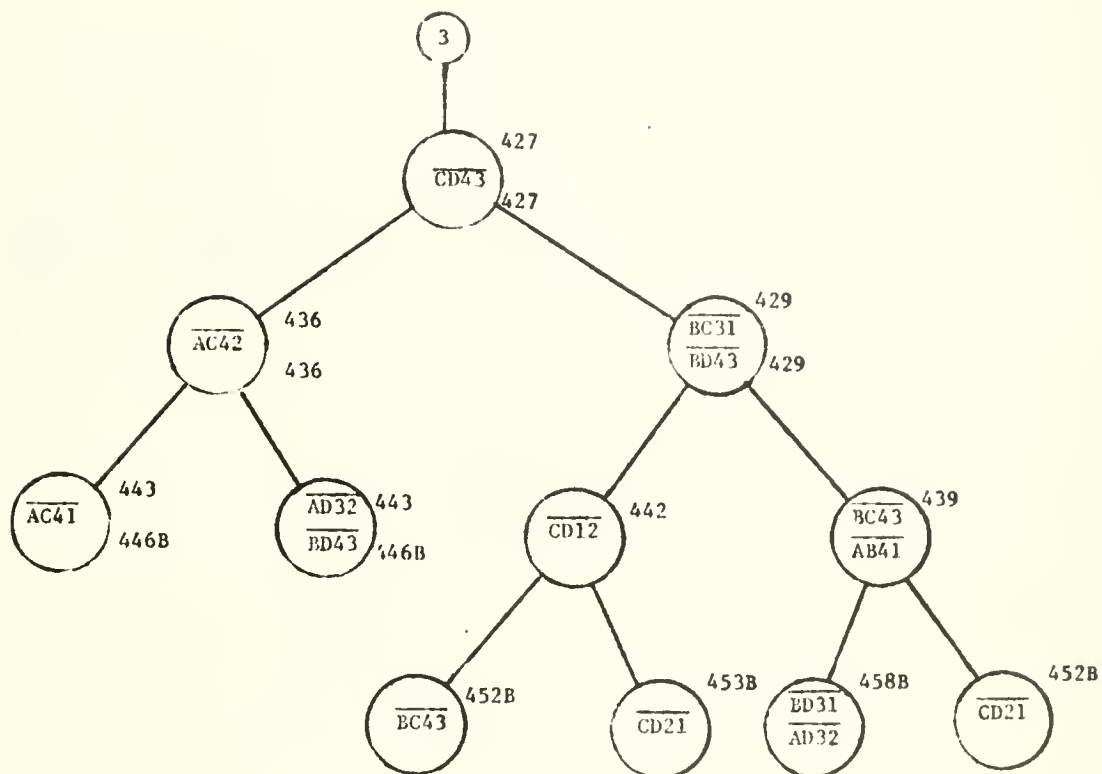 3
427
CD43
427
436
AC42
436
429
BC31
BD43
429
443
AC41
446B
AD32 443
BD43
446B
442
CD12
439
BC43
AB41
452B
BC43
453B
CD21
458B
BD31
AD32
452B
CD21